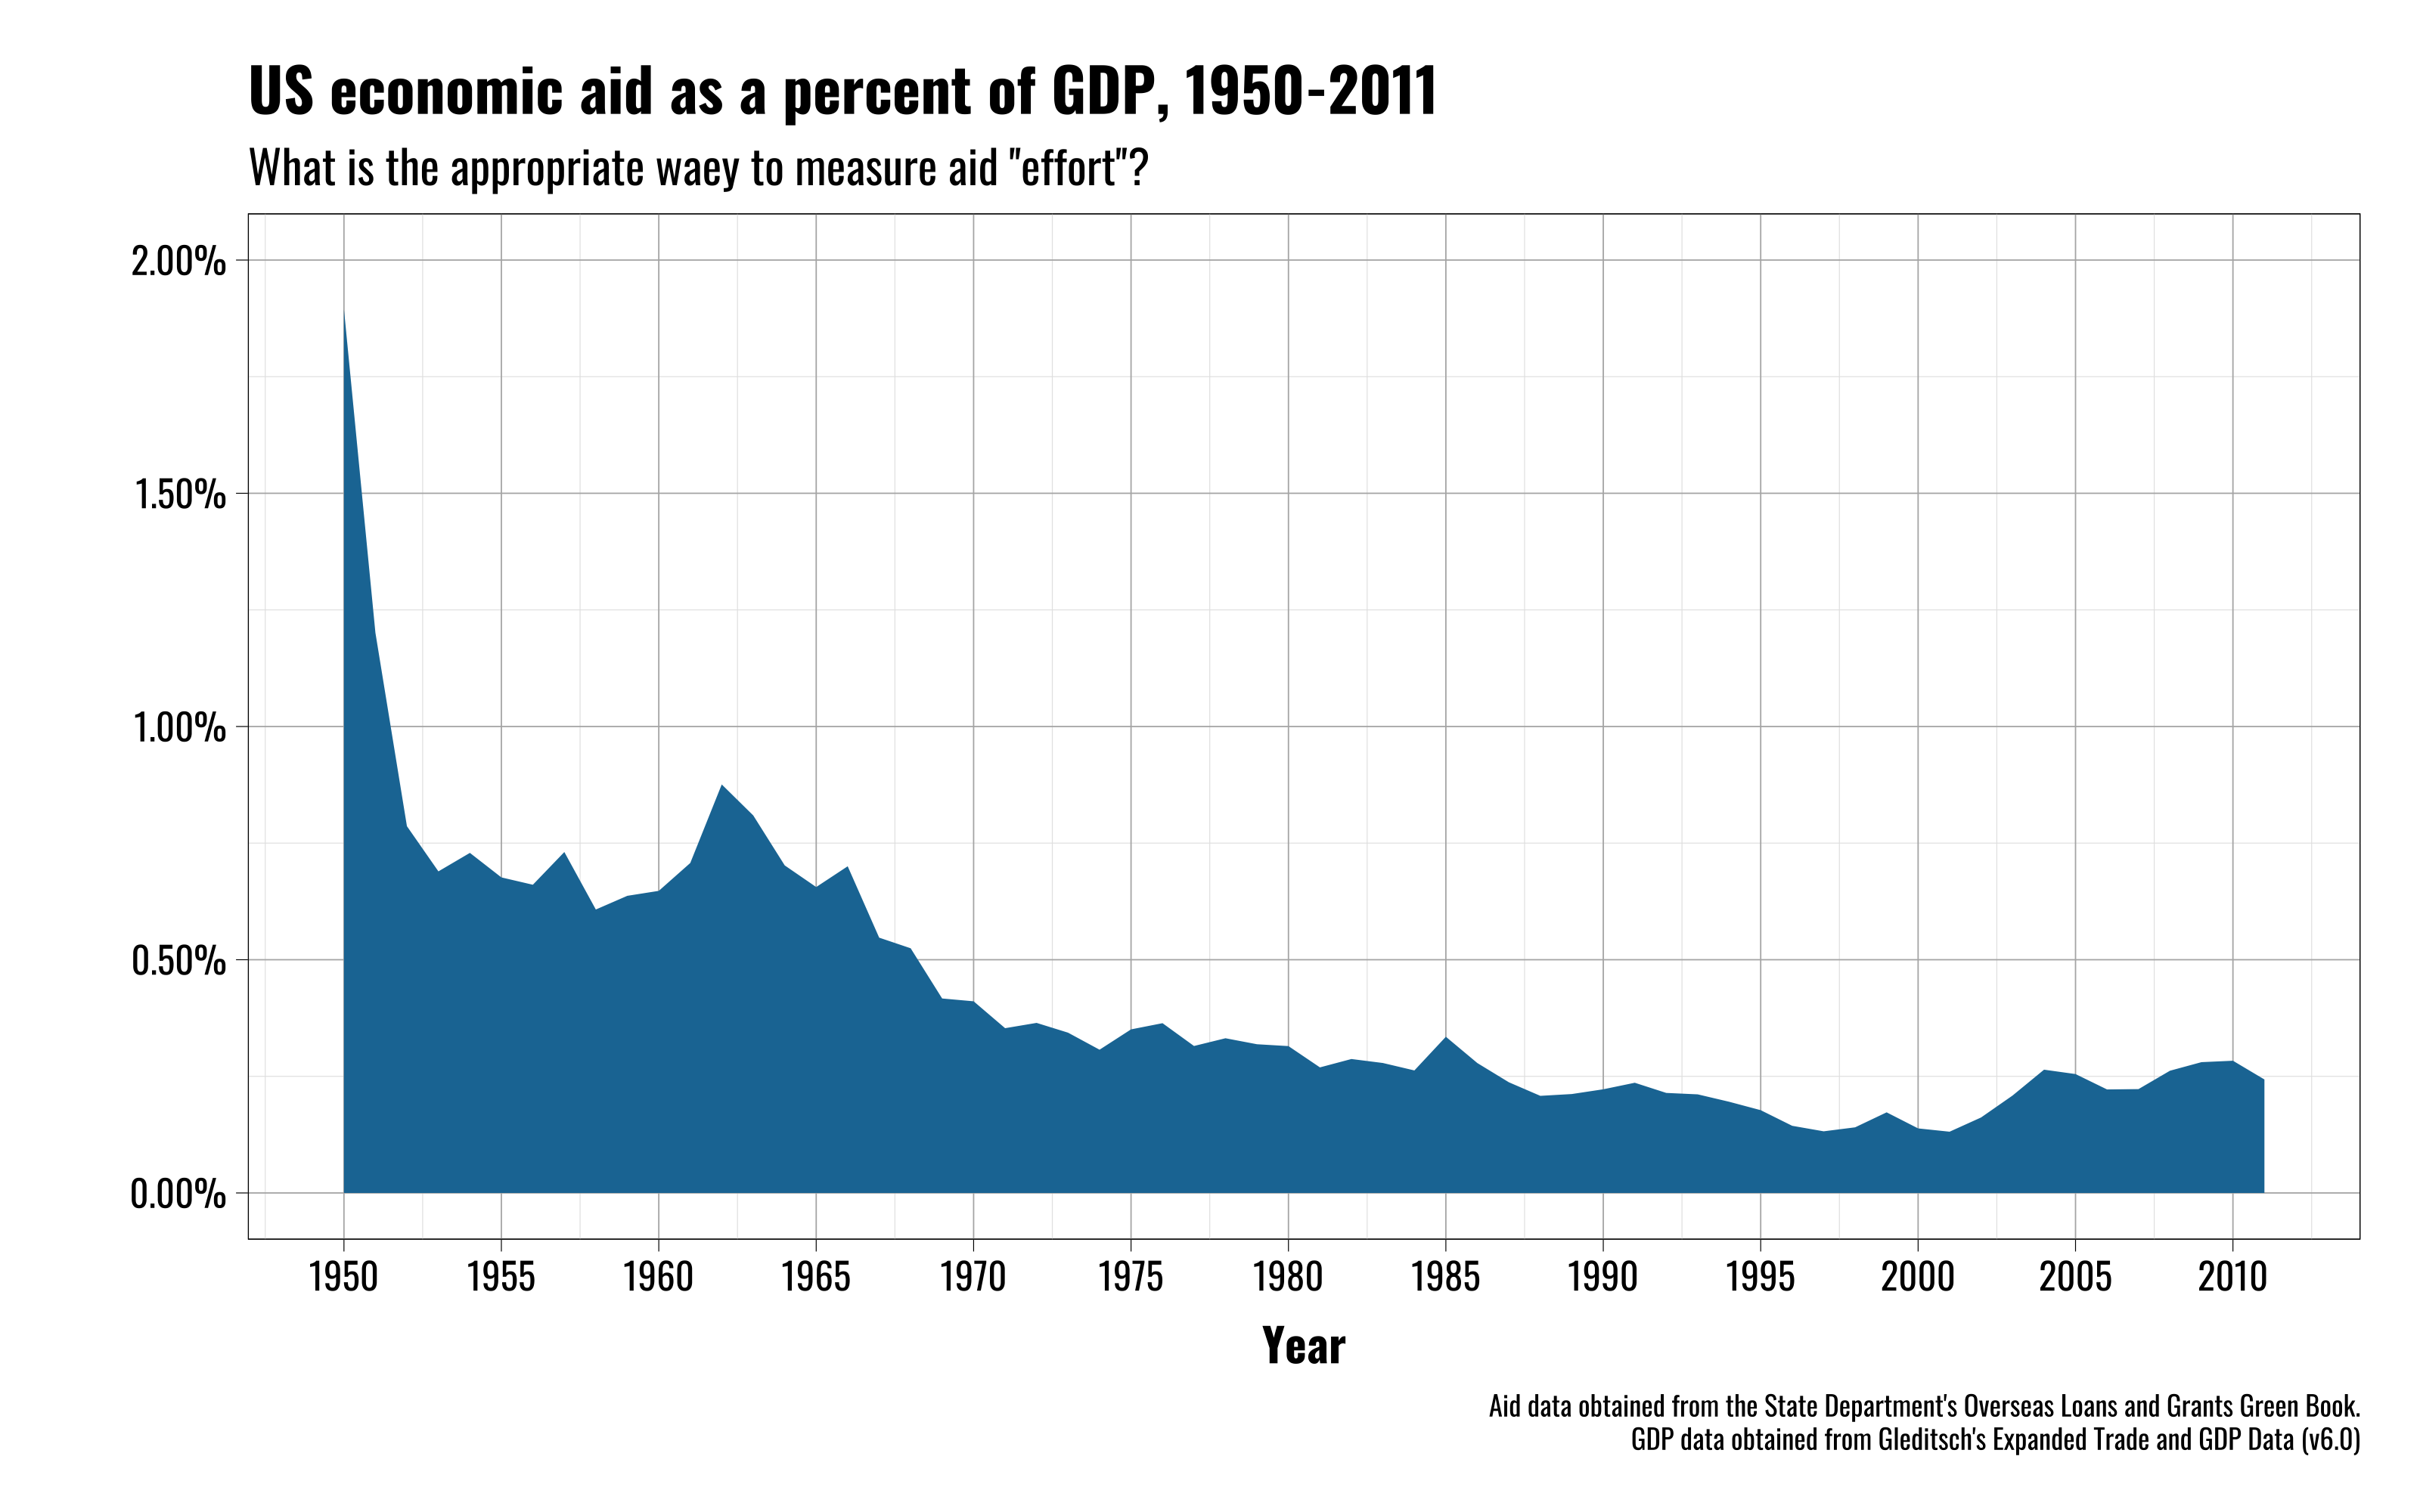 US economic aid as a percent of GDP, 1950-2011
What is the appropriate waey to measure aid "effort"?
2.00%
1.50%
1.00%
0.50%
0.00%
1950 1955 1960 1965 1970 1975 1980 1985 1990 1995 2000 2005 2010
Year
Aid data obtained from the State Department's Overseas Loans and Grants Green Book.
GDP data obtained from Gleditsch's Expanded Trade and GDP Data (v6.0)